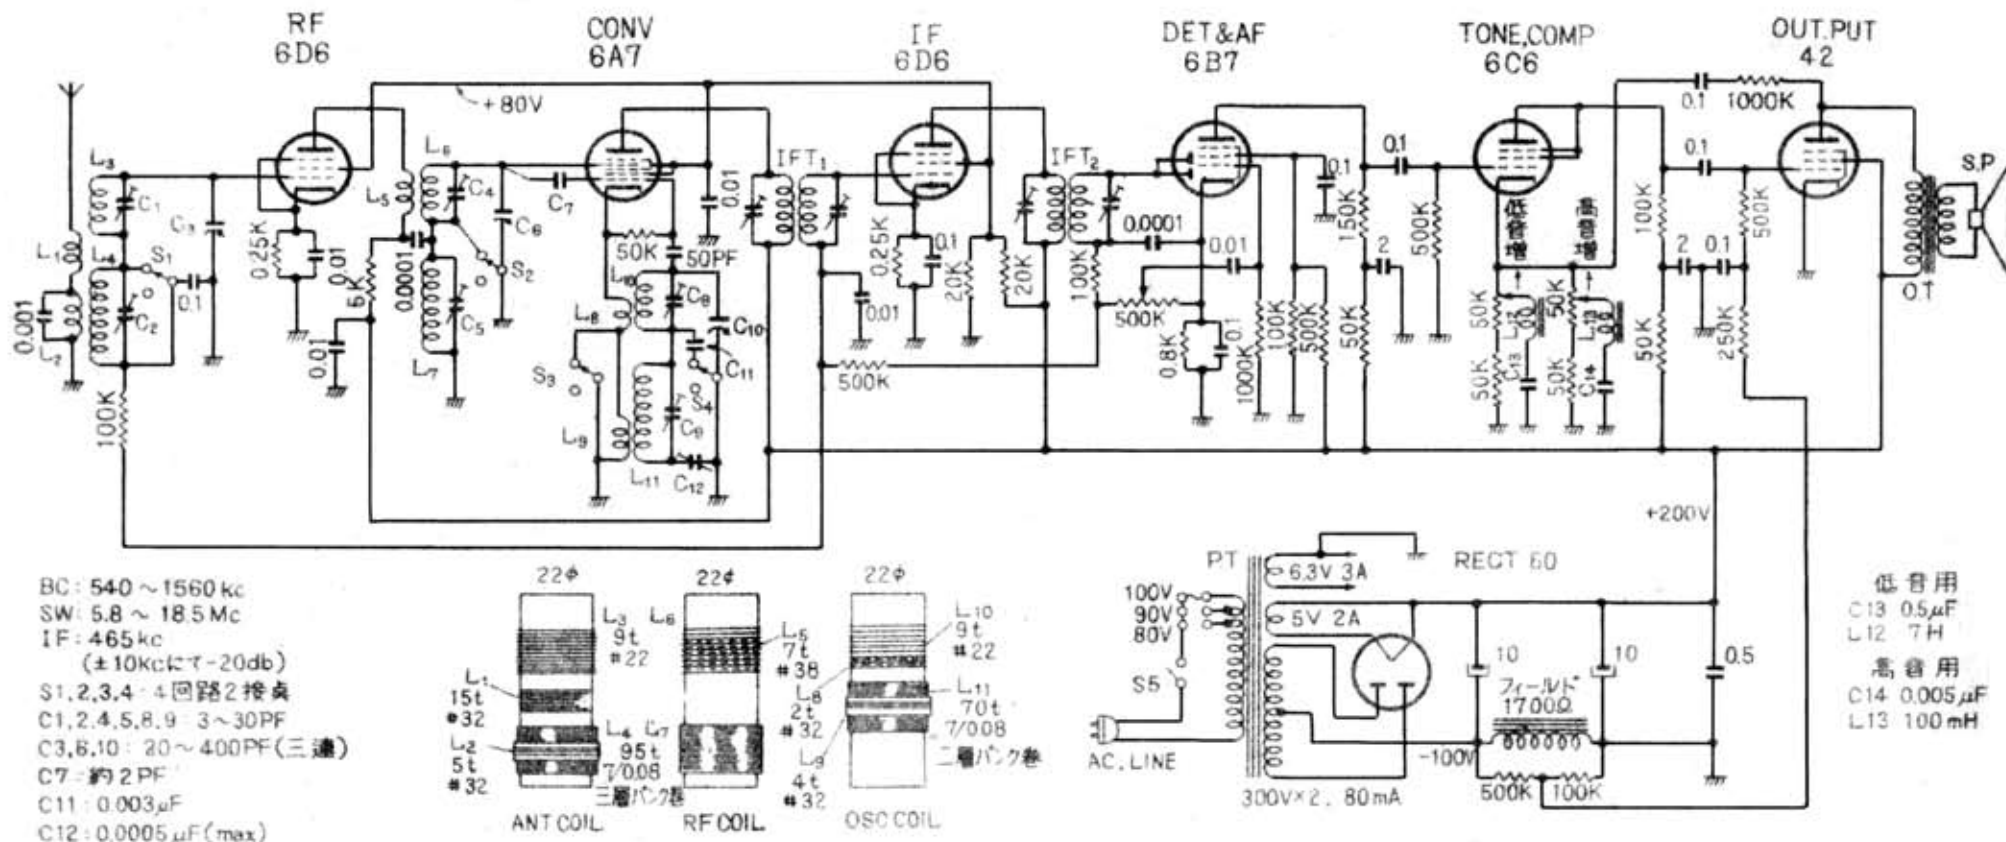 RF
6D6
CONV
6A7
IF
6D6
DET&AF
6B7
TONE,COMP
6C6
OUT.PUT
42
+80V
L3
C1
C3
L1
L4
S1
0.1
C2
0.001
L2
100K
0.25K
0.01
L5
L6
C4
C6
S2
5K
0.0001
C5
L7
0.01
C7
50K
50PF
L10
C8
L8
C10
C11
S3
S4
C9
L9
L11
C12
0.01
IFT1
0.01
500K
0.25K
0.1
20K
20K
IFT2
0.0001
100K
500K
0.01
0.8K
0.1
1000K
100K
500K
0.1
150K
0.1
2
50K
500K
低音増
高音増
50K
L12
50K
C13
50K
L13
50K
C14
0.1
1000K
100K
0.1
500K
2
0.1
50K
250K
S.P
O.T
+200V
BC: 540 ～ 1560 kc
SW: 5.8 ～ 18.5 Mc
IF: 465 kc
(±10kcにて-20db)
S1,2,3,4: 4回路2接点
C1,2,4,5,8,9: 3～30PF
C3,6,10: 20～400PF(三連)
C7: 約2PF
C11: 0.003μF
C12: 0.0005μF(max)
22φ
L3
9t
#22
L1
15t
#32
L2
5t
#32
L4
L7
95t
7/0.08
三層バンク巻
ANT COIL
22φ
L6
L5
7t
#38
RF COIL
22φ
L10
9t
#22
L8
2t
#32
L11
70t
7/0.08
二層バンク巻
L9
4t
#32
OSC COIL
PT
6.3V 3A
RECT 80
100V
90V
80V
5V 2A
S5
AC. LINE
300V×2. 80mA
-100V
10
10
0.5
フィールド
1700Ω
500K
100K
低音用
C13 0.5μF
L12 7H
高音用
C14 0.005μF
L13 100mH